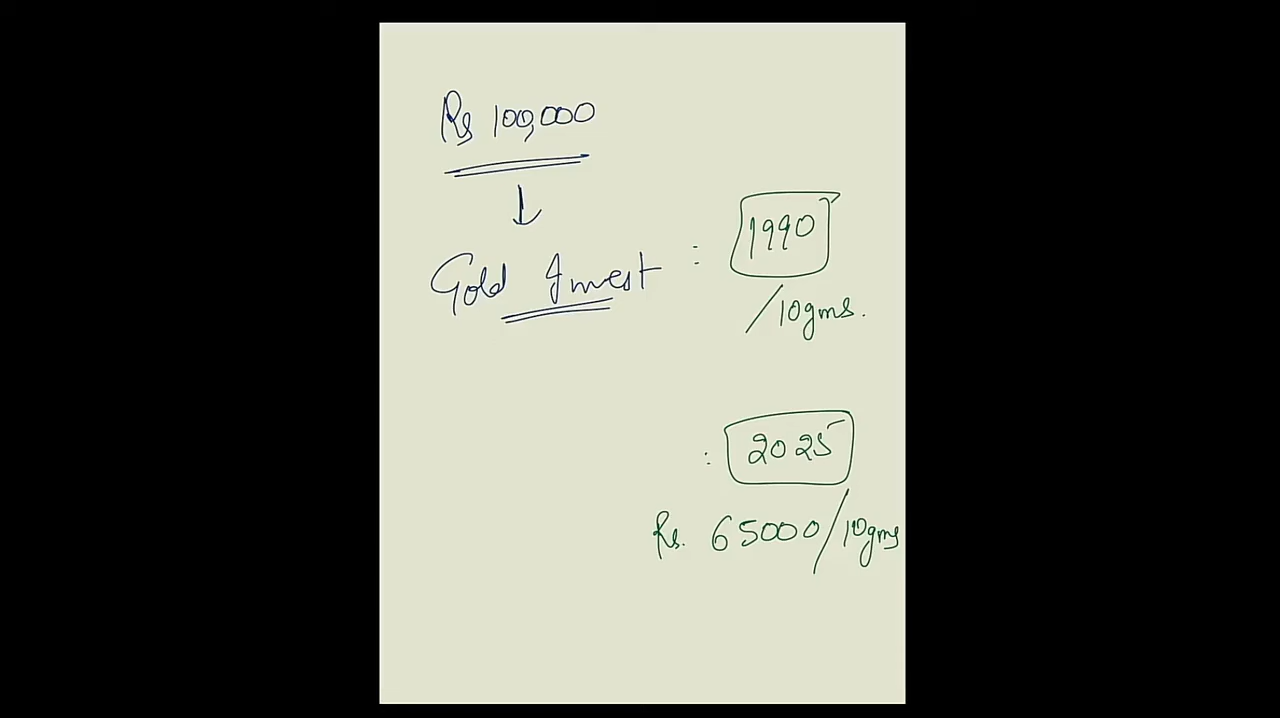 Rs 100,000
Gold Invest : 1990
/10gms.
: 2025
Rs. 65000/10gms